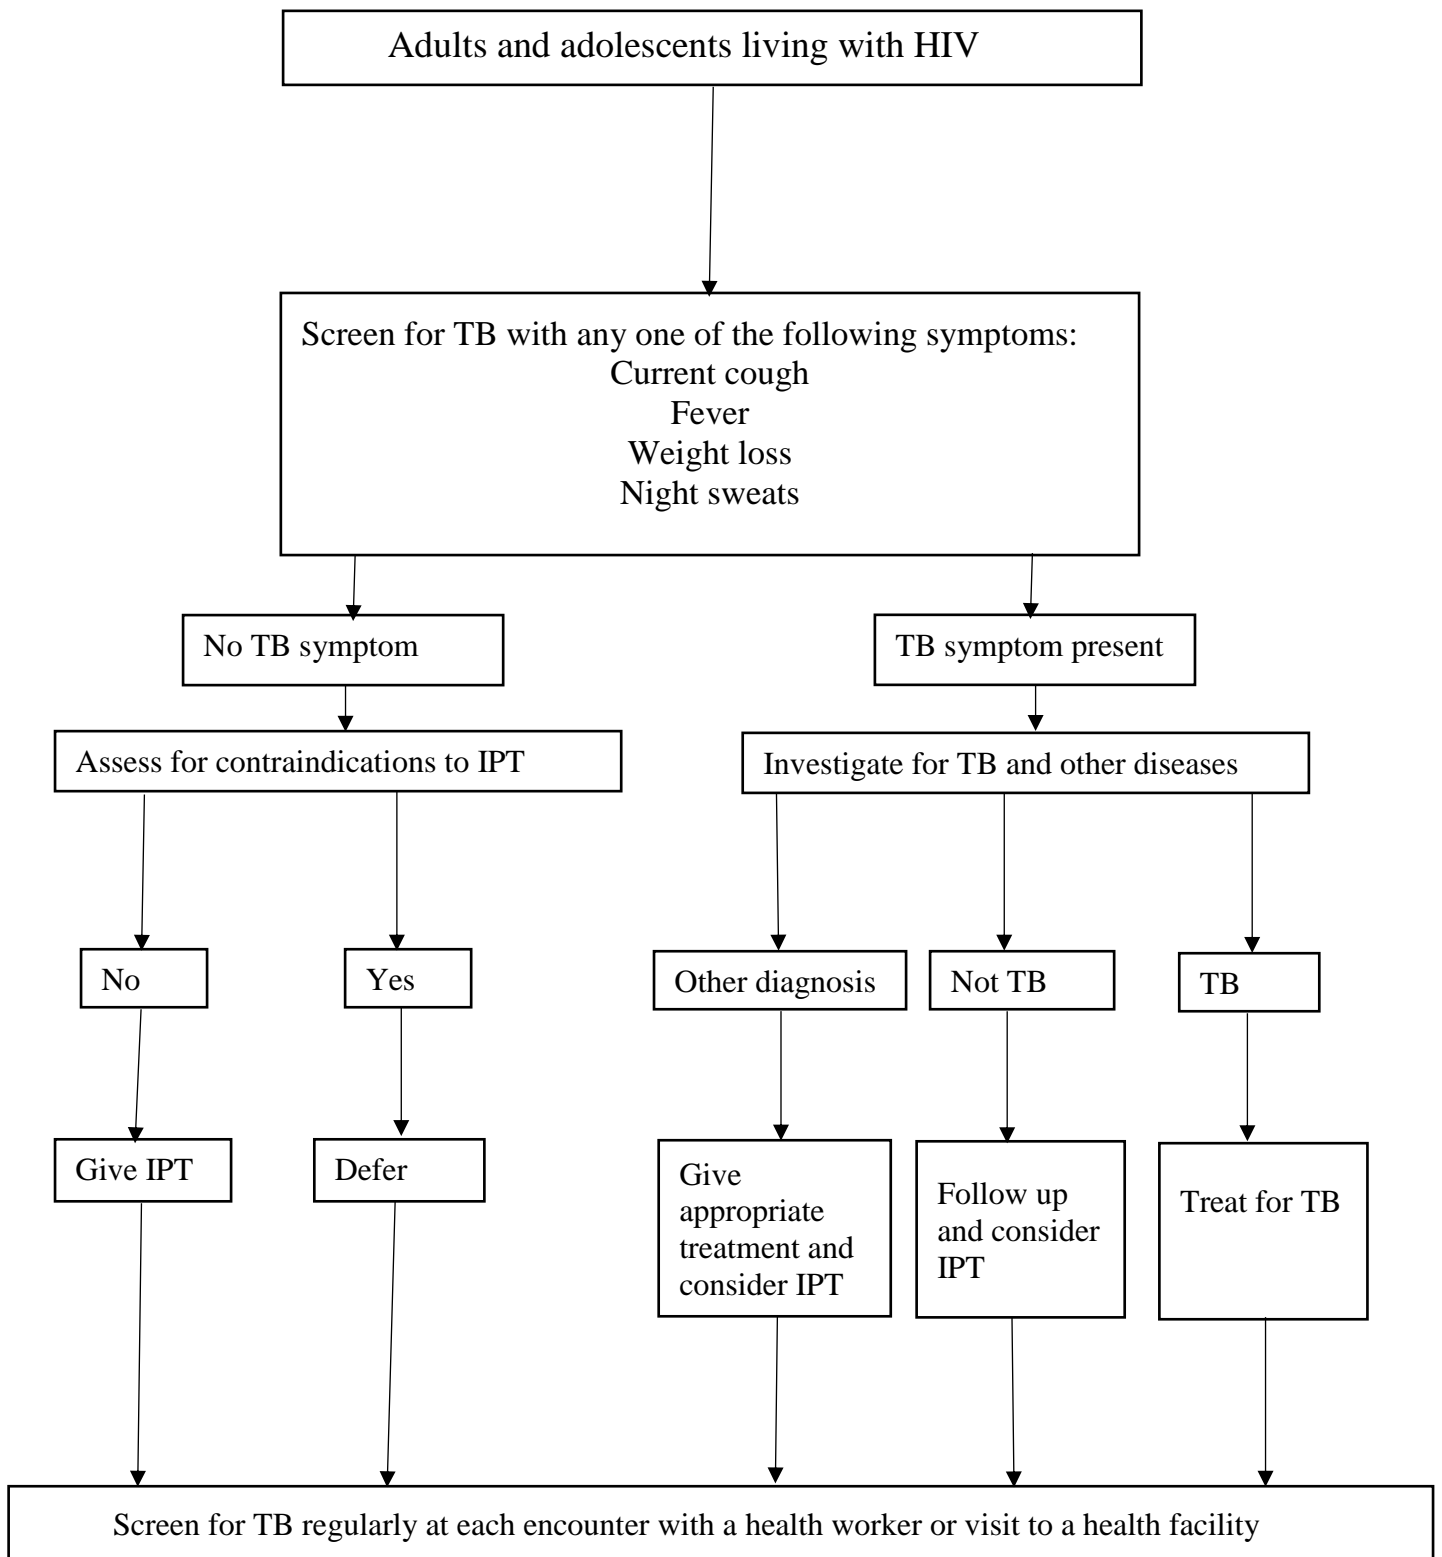 Adults and adolescents living with HIV
Screen for TB with any one of the following symptoms:
Current cough
Fever
Weight loss
Night sweats
No TB symptom
TB symptom present
Assess for contraindications to IPT
Investigate for TB and other diseases
No
Yes
Other diagnosis
Not TB
TB
Give IPT
Defer
Give
appropriate
treatment and
consider IPT
Follow up
and consider
IPT
Treat for TB
Screen for TB regularly at each encounter with a health worker or visit to a health facility